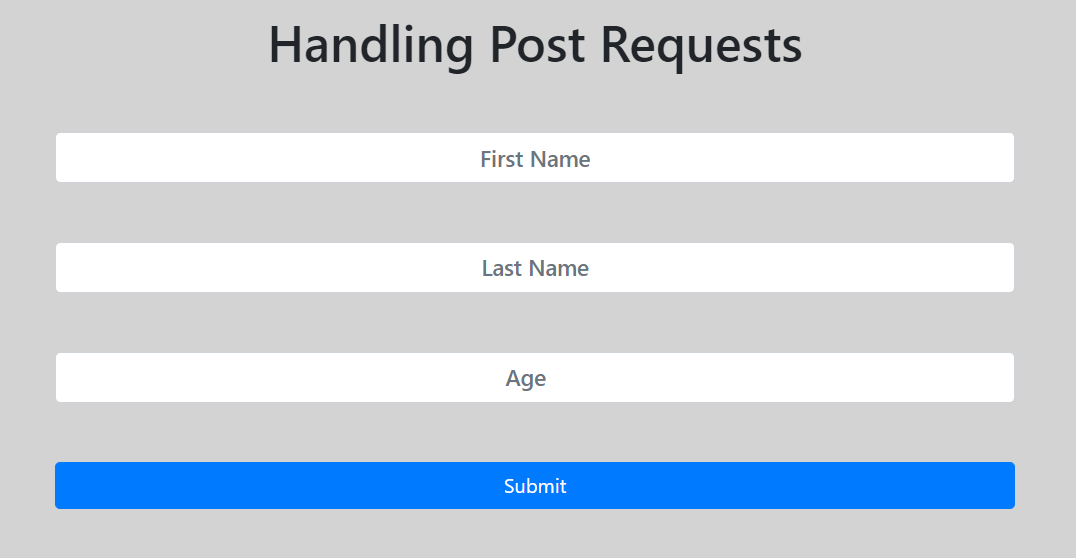 Handling Post Requests
First Name
Last Name
Age
Submit